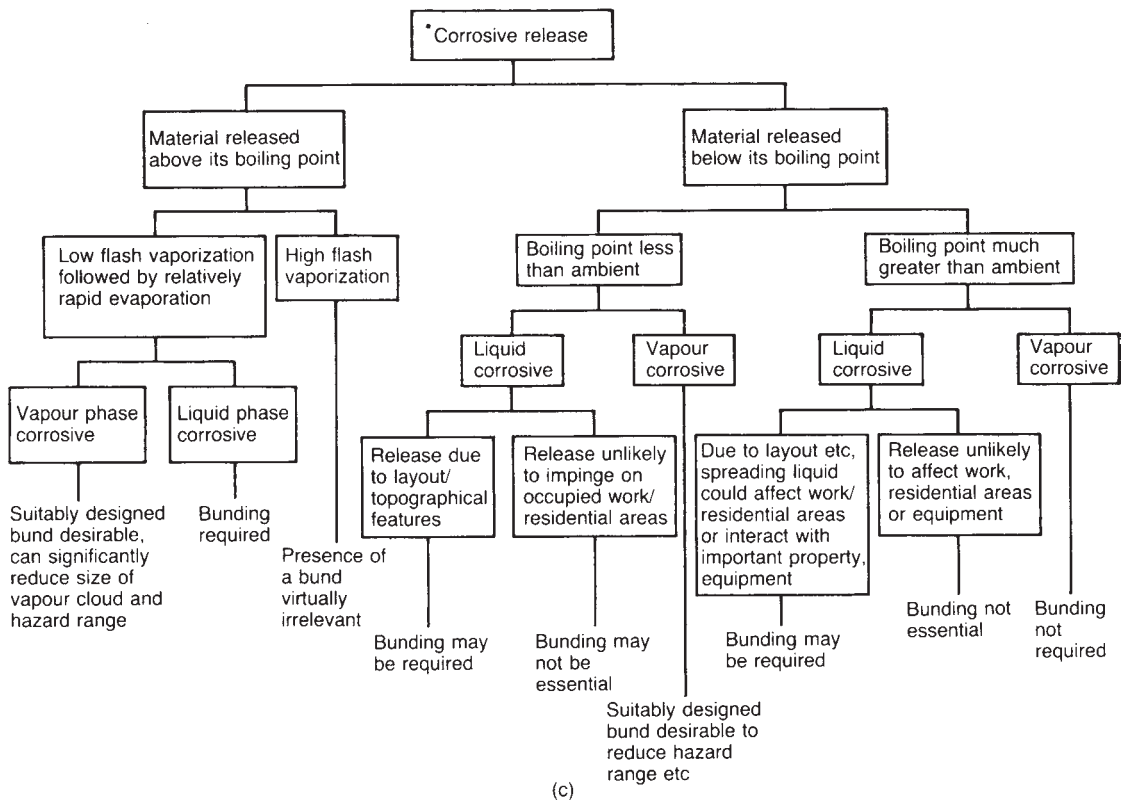 *Corrosive release
Material released
above its boiling point
Material released
below its boiling point
Low flash vaporization
followed by relatively
rapid evaporation
High flash
vaporization
Boiling point less
than ambient
Boiling point much
greater than ambient
Liquid
corrosive
Vapour
corrosive
Liquid
corrosive
Vapour
corrosive
Vapour phase
corrosive
Liquid phase
corrosive
Release due
to layout/
topographical
features
Release unlikely
to impinge on
occupied work/
residential areas
Due to layout etc,
spreading liquid
could affect work/
residential areas
or interact with
important property,
equipment
Release unlikely
to affect work,
residential areas
or equipment
Suitably designed
bund desirable,
can significantly
reduce size of
vapour cloud and
hazard range
Bunding
required
Presence of
a bund
virtually
irrelevant
Bunding may
be required
Bunding may
not be
essential
Suitably designed
bund desirable to
reduce hazard
range etc
Bunding may
be required
Bunding not
essential
Bunding
not
required
(c)